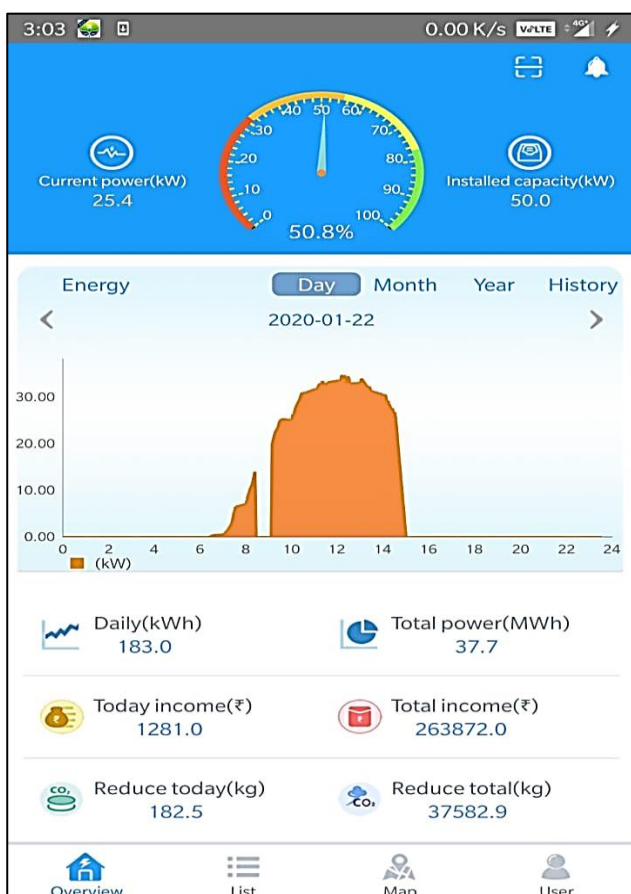 3:03 0.00 K/s VoLTE 4G+
40 50 60
30 70
20 80
10 90
0 100
Current power(kW) Installed capacity(kW)
25.4 50.0
50.8%
Energy Day Month Year History
2020-01-22
30.00
20.00
10.00
0.00
0 2 4 6 8 10 12 14 16 18 20 22 24
(kW)
Daily(kWh) Total power(MWh)
183.0 37.7
Today income(₹) Total income(₹)
1281.0 263872.0
CO₂ Reduce today(kg) CO₂ Reduce total(kg)
182.5 37582.9
Overview List Map User